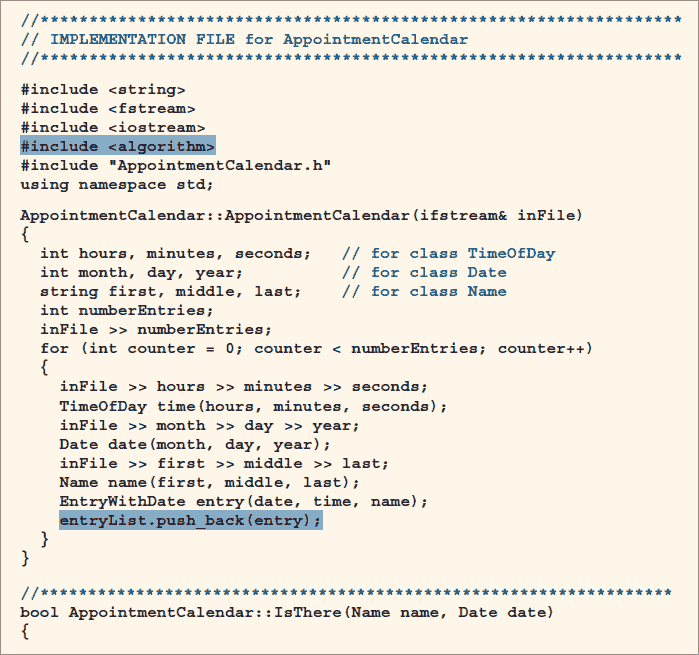 //******************************************************************
// IMPLEMENTATION FILE for AppointmentCalendar
//******************************************************************
#include <string>
#include <fstream>
#include <iostream>
#include <algorithm>
#include "AppointmentCalendar.h"
using namespace std;
AppointmentCalendar::AppointmentCalendar(ifstream& inFile)
{
  int hours, minutes, seconds;   // for class TimeOfDay
  int month, day, year;          // for class Date
  string first, middle, last;    // for class Name
  int numberEntries;
  inFile >> numberEntries;
  for (int counter = 0; counter < numberEntries; counter++)
  {
    inFile >> hours >> minutes >> seconds;
    TimeOfDay time(hours, minutes, seconds);
    inFile >> month >> day >> year;
    Date date(month, day, year);
    inFile >> first >> middle >> last;
    Name name(first, middle, last);
    EntryWithDate entry(date, time, name);
    entryList.push_back(entry);
  }
}
//*****************************************************************
bool AppointmentCalendar::IsThere(Name name, Date date)
{